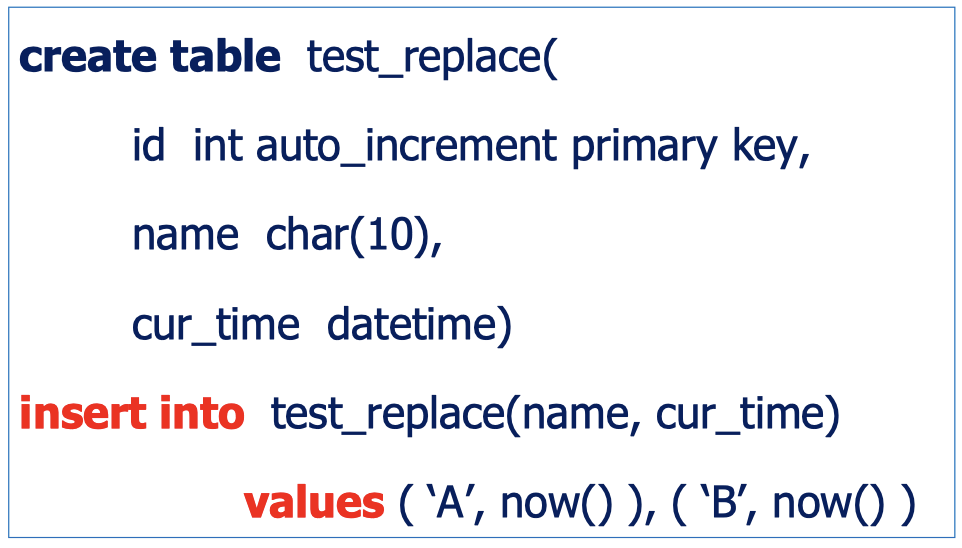 create table test_replace(
id int auto_increment primary key,
name char(10),
cur_time datetime)
insert into test_replace(name, cur_time)
values ( ‘A’, now() ), ( ‘B’, now() )